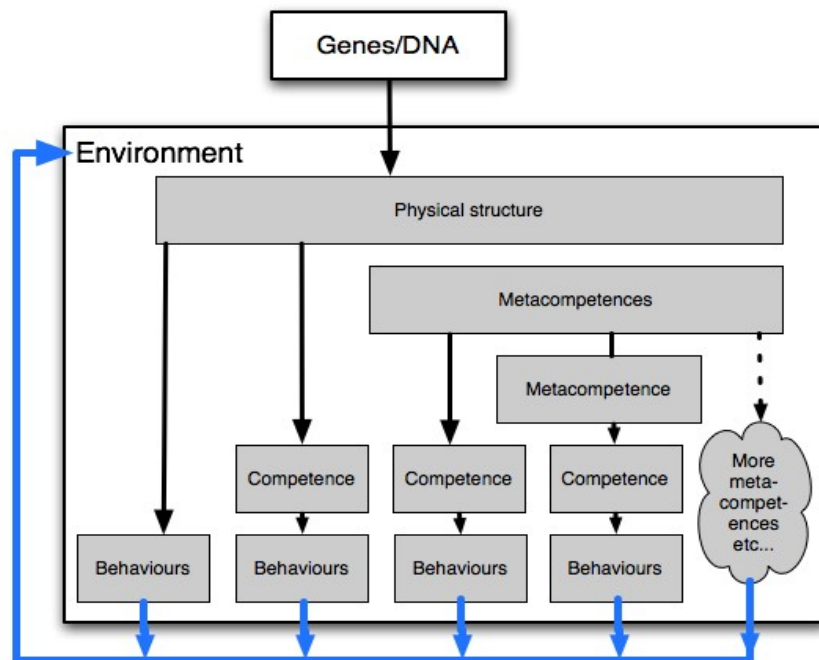 Genes/DNA
Environment
Physical structure
Metacompetences
Metacompetence
Competence
Competence
Competence
More
meta-
compet-
ences
etc...
Behaviours
Behaviours
Behaviours
Behaviours